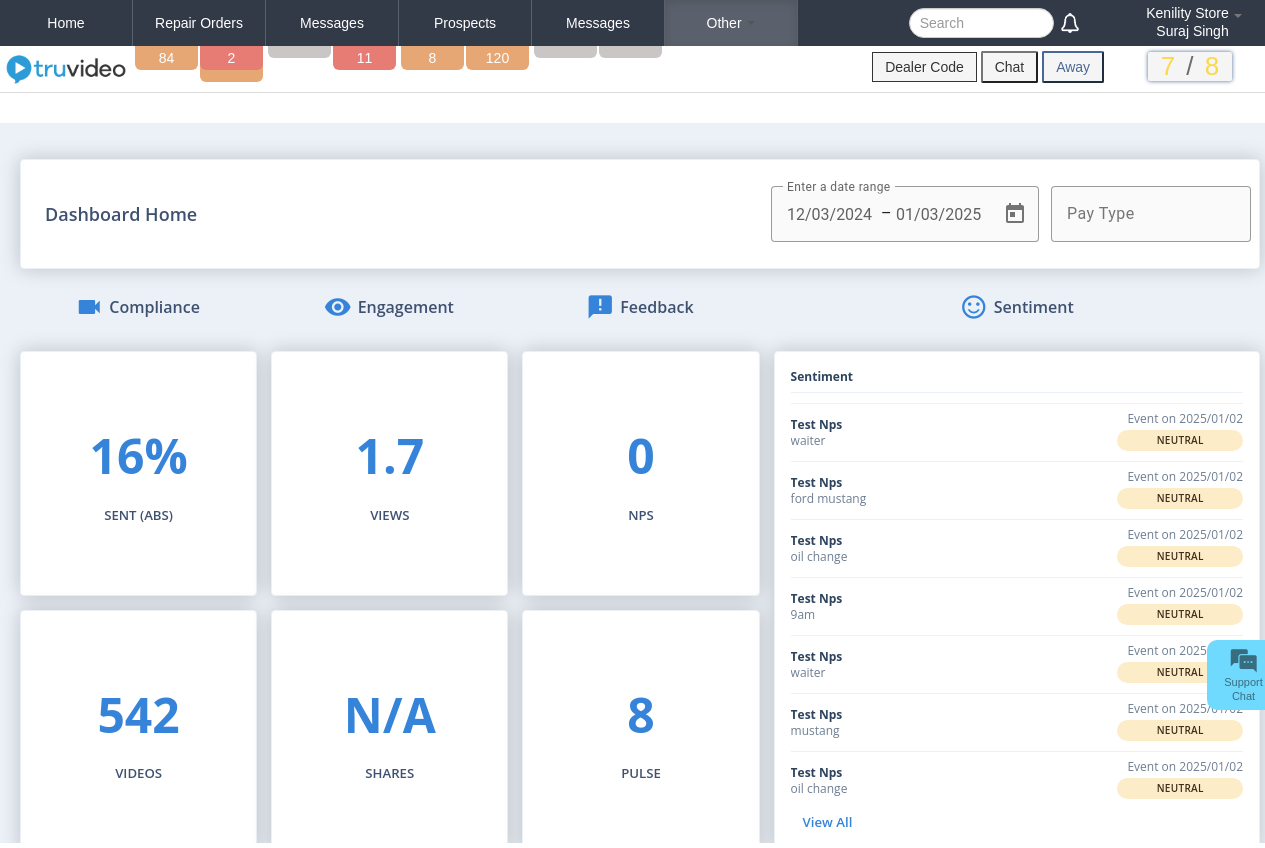 Home
Repair Orders
Messages
Prospects
Messages
Other
Search
Kenility Store
Suraj Singh
truvideo
84
2
11
8
120
Dealer Code
Chat
Away
7 / 8
Dashboard Home
Enter a date range
12/03/2024 – 01/03/2025
Pay Type
Compliance
Engagement
Feedback
Sentiment
16%
SENT (ABS)
1.7
VIEWS
0
NPS
542
VIDEOS
N/A
SHARES
8
PULSE
Sentiment
Test Nps
waiter
Event on 2025/01/02
NEUTRAL
Test Nps
ford mustang
Event on 2025/01/02
NEUTRAL
Test Nps
oil change
Event on 2025/01/02
NEUTRAL
Test Nps
9am
Event on 2025/01/02
NEUTRAL
Test Nps
waiter
Event on 2025
NEUTRAL
Test Nps
mustang
Event on 2025/01/02
NEUTRAL
Test Nps
oil change
Event on 2025/01/02
NEUTRAL
View All
Support
Chat